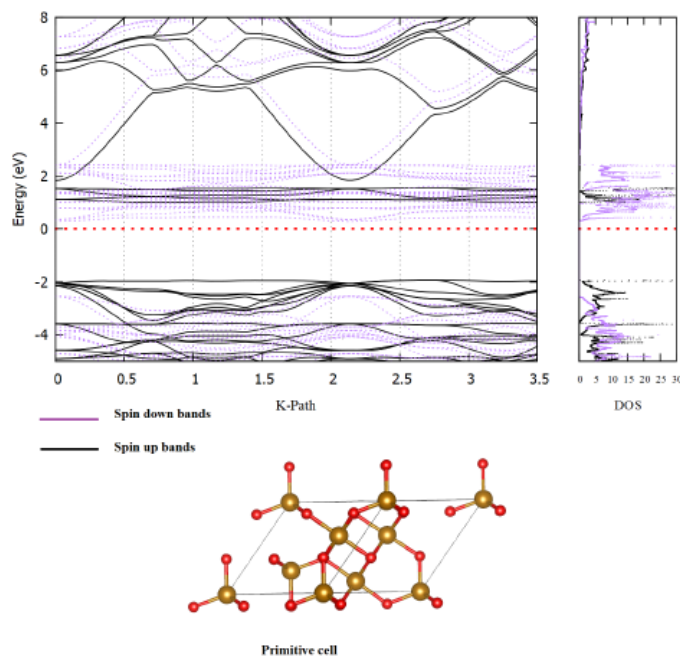 8
6
4
2
0
-2
-4
Energy (eV)
0 0.5 1 1.5 2 2.5 3 3.5
K-Path
0 5 10 15 20 25 30
DOS
Spin down bands
Spin up bands
Primitive cell